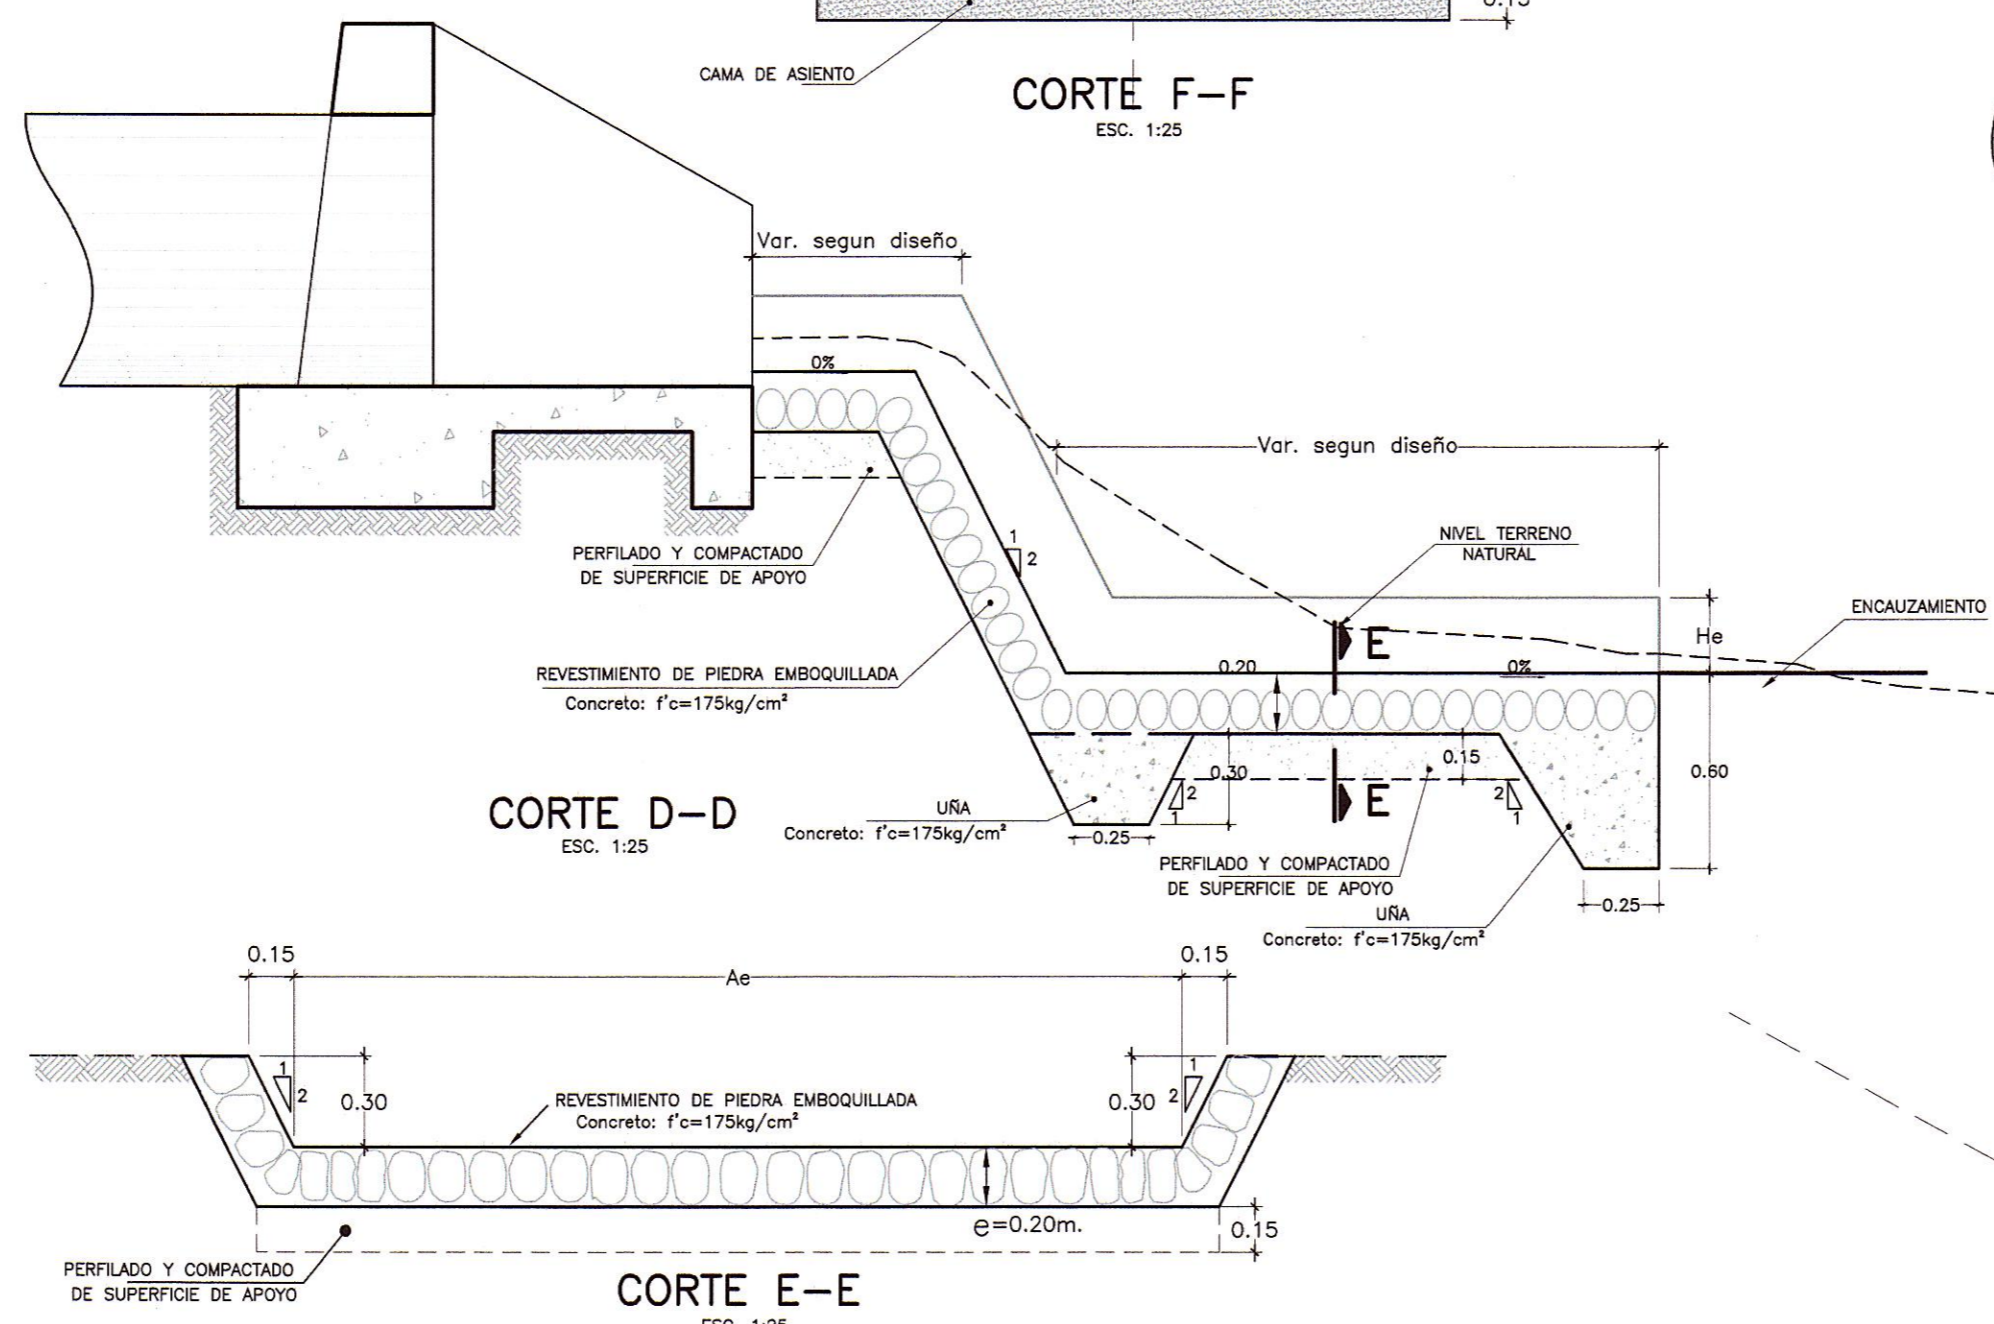 0.15
CAMA DE ASIENTO
CORTE F-F
ESC. 1:25
Var. segun diseño
0%
Var. segun diseño
NIVEL TERRENO
NATURAL
1
2
PERFILADO Y COMPACTADO
DE SUPERFICIE DE APOYO
ENCAUZAMIENTO
He
E
REVESTIMIENTO DE PIEDRA EMBOQUILLADA
Concreto: f'c=175kg/cm²
0.20
0%
0.15
0.30
0.60
2
1
2
1
E
CORTE D-D
ESC. 1:25
UÑA
Concreto: f'c=175kg/cm²
0.25
PERFILADO Y COMPACTADO
DE SUPERFICIE DE APOYO
0.25
UÑA
Concreto: f'c=175kg/cm²
0.15
Ae
0.15
1
2
0.30
REVESTIMIENTO DE PIEDRA EMBOQUILLADA
Concreto: f'c=175kg/cm²
0.30
1
2
e=0.20m.
0.15
PERFILADO Y COMPACTADO
DE SUPERFICIE DE APOYO
CORTE E-E
ESC. 1:25